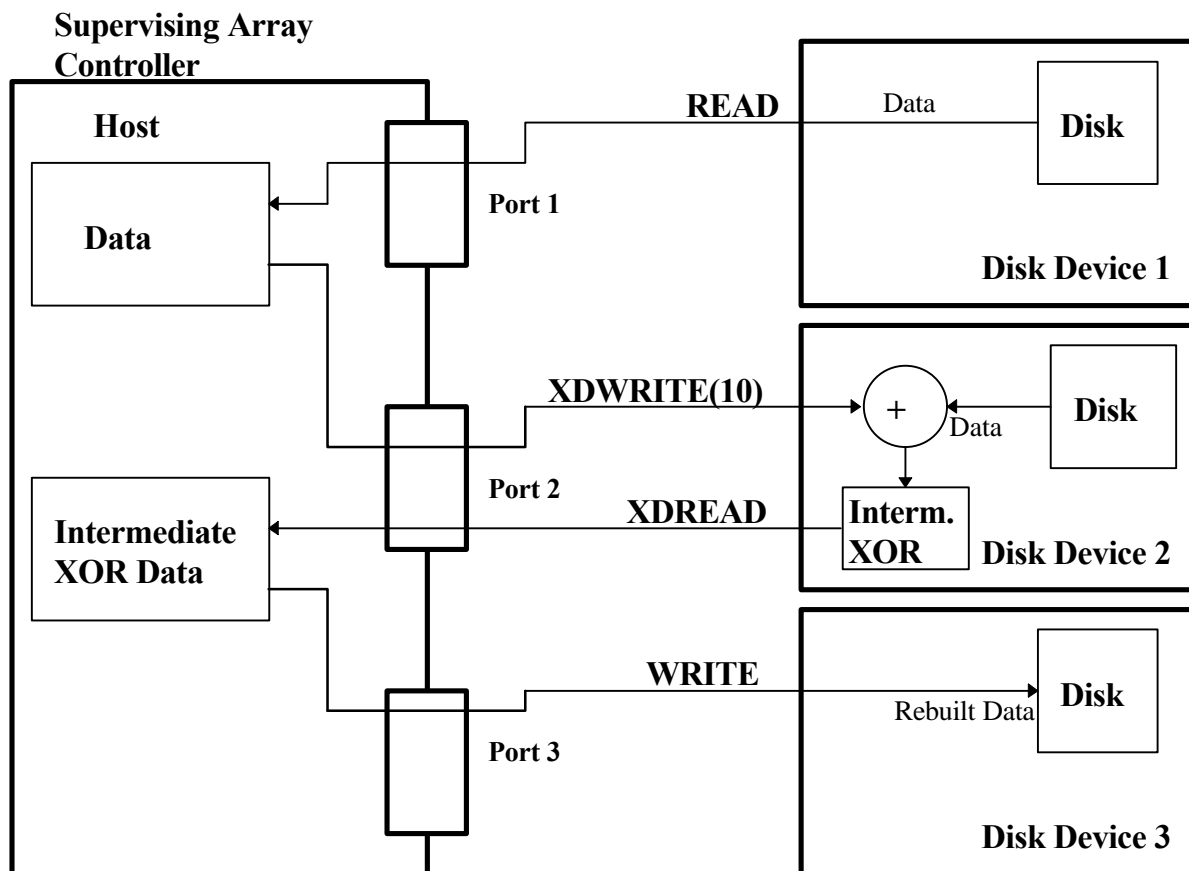 Supervising Array
Controller
Host
READ
Data
Disk
Data
Port 1
Disk Device 1
XDWRITE(10)
+
Data
Disk
Port 2
XDREAD
Intermediate
XOR Data
Interm.
XOR
Disk Device 2
WRITE
Rebuilt Data
Disk
Port 3
Disk Device 3